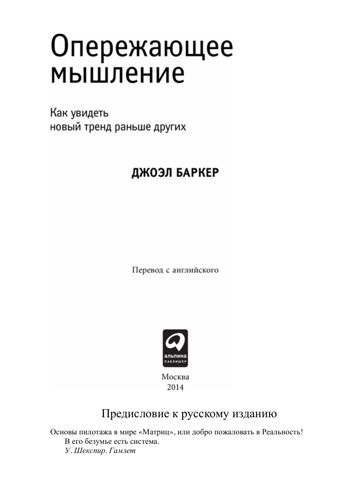 Опережающее
мышление
Как увидеть
новый тренд раньше других
ДЖОЭЛ БАРКЕР
Перевод с английского
альпина
ПАБЛИШЕР
Москва
2014
Предисловие к русскому изданию
Основы пилотажа в мире «Матриц», или добро пожаловать в Реальность!
В его безумье есть система.
У. Шекспир. Гамлет